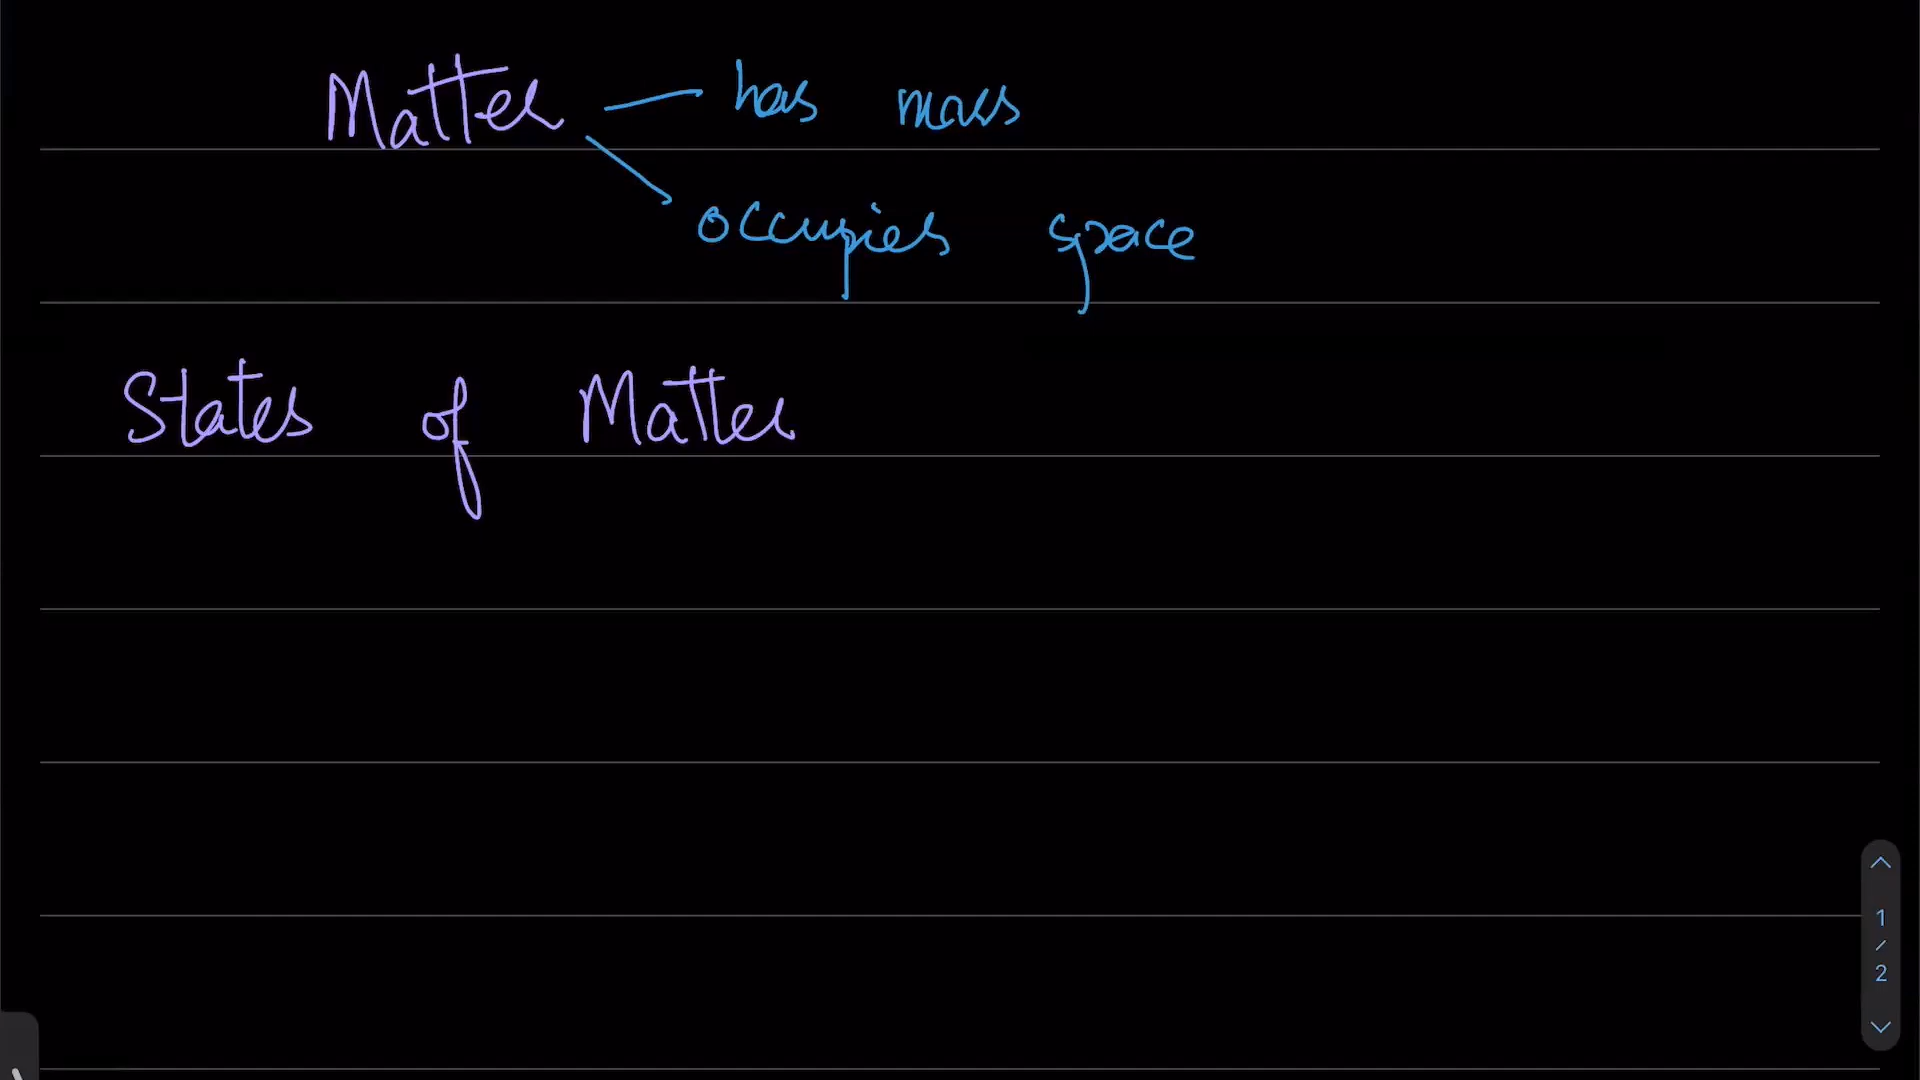 Matter — has mass
occupies space
States of Matter
1
/
2